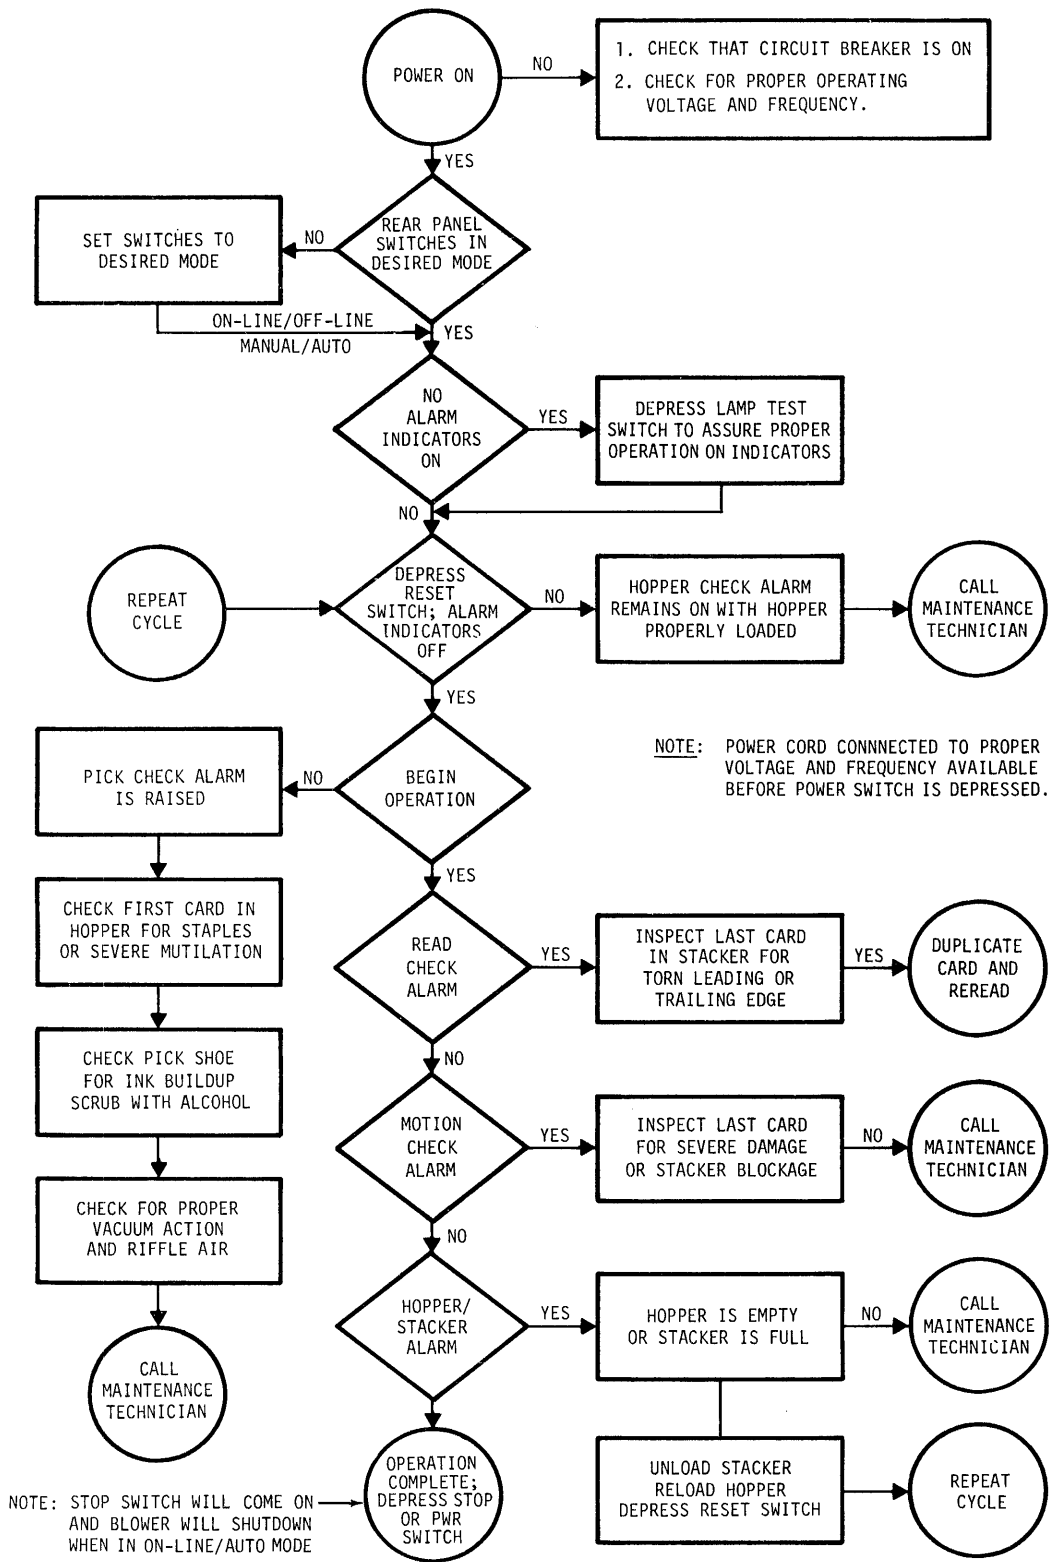 POWER ON
NO
1. CHECK THAT CIRCUIT BREAKER IS ON
2. CHECK FOR PROPER OPERATING
VOLTAGE AND FREQUENCY.
YES
REAR PANEL
SWITCHES IN
DESIRED MODE
NO
SET SWITCHES TO
DESIRED MODE
ON-LINE/OFF-LINE
MANUAL/AUTO
YES
NO
ALARM
INDICATORS
ON
YES
DEPRESS LAMP TEST
SWITCH TO ASSURE PROPER
OPERATION ON INDICATORS
NO
REPEAT
CYCLE
DEPRESS
RESET
SWITCH; ALARM
INDICATORS
OFF
NO
HOPPER CHECK ALARM
REMAINS ON WITH HOPPER
PROPERLY LOADED
CALL
MAINTENANCE
TECHNICIAN
YES
NOTE: POWER CORD CONNNECTED TO PROPER
VOLTAGE AND FREQUENCY AVAILABLE
BEFORE POWER SWITCH IS DEPRESSED.
BEGIN
OPERATION
NO
PICK CHECK ALARM
IS RAISED
CHECK FIRST CARD IN
HOPPER FOR STAPLES
OR SEVERE MUTILATION
CHECK PICK SHOE
FOR INK BUILDUP
SCRUB WITH ALCOHOL
CHECK FOR PROPER
VACUUM ACTION
AND RIFFLE AIR
CALL
MAINTENANCE
TECHNICIAN
YES
READ
CHECK
ALARM
YES
INSPECT LAST CARD
IN STACKER FOR
TORN LEADING OR
TRAILING EDGE
YES
DUPLICATE
CARD AND
REREAD
NO
MOTION
CHECK
ALARM
YES
INSPECT LAST CARD
FOR SEVERE DAMAGE
OR STACKER BLOCKAGE
NO
CALL
MAINTENANCE
TECHNICIAN
NO
HOPPER/
STACKER
ALARM
YES
HOPPER IS EMPTY
OR STACKER IS FULL
NO
CALL
MAINTENANCE
TECHNICIAN
UNLOAD STACKER
RELOAD HOPPER
DEPRESS RESET SWITCH
REPEAT
CYCLE
OPERATION
COMPLETE;
DEPRESS STOP
OR PWR
SWITCH
NOTE: STOP SWITCH WILL COME ON
AND BLOWER WILL SHUTDOWN
WHEN IN ON-LINE/AUTO MODE